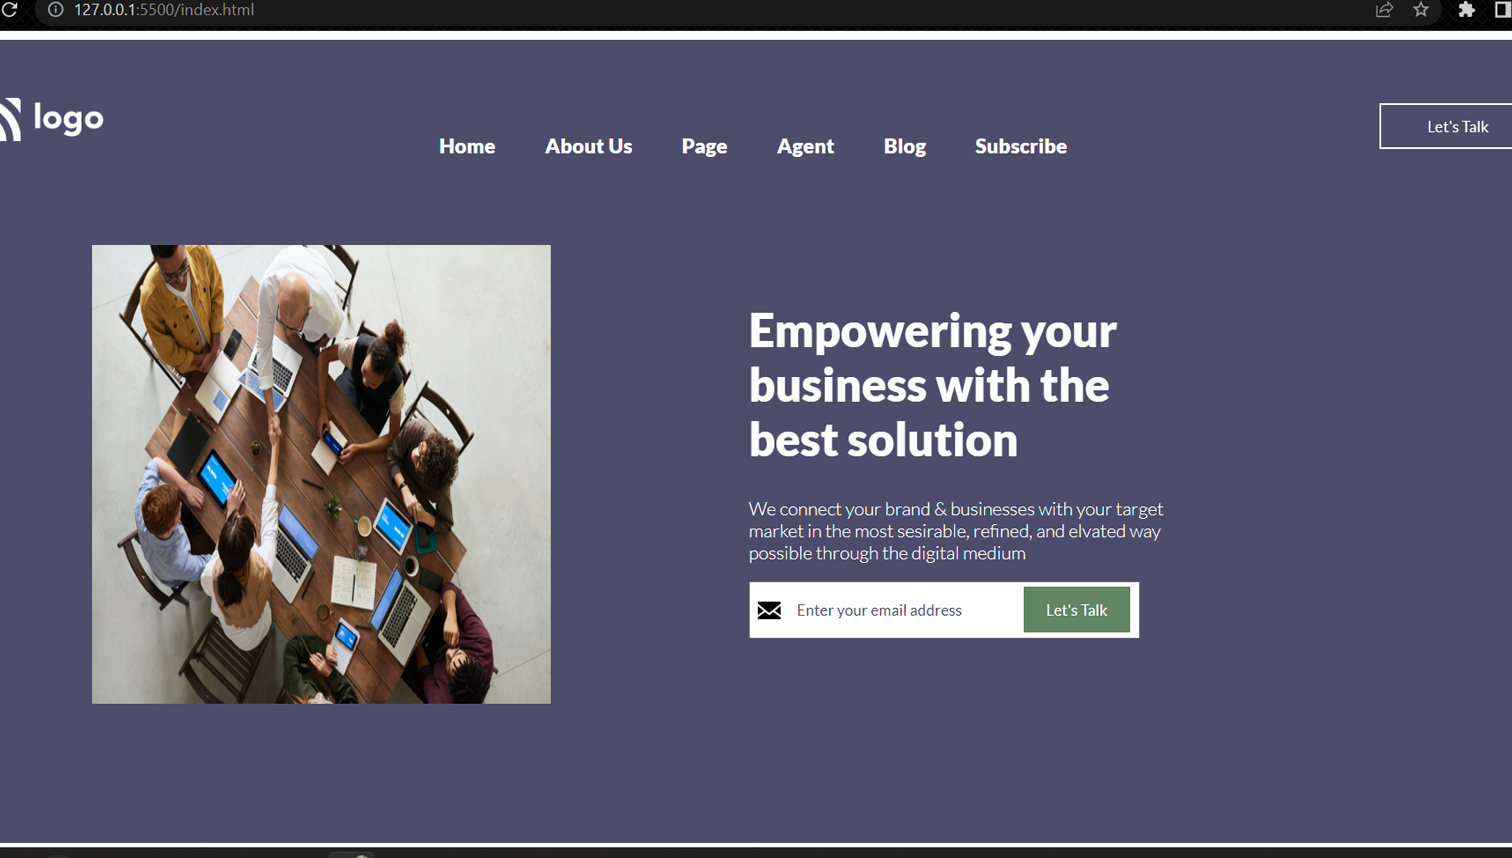 127.0.0.1:5500/index.html
logo
Home About Us Page Agent Blog Subscribe
Let's Talk
Empowering your
business with the
best solution
We connect your brand & businesses with your target
market in the most sesirable, refined, and elvated way
possible through the digital medium
Enter your email address Let's Talk